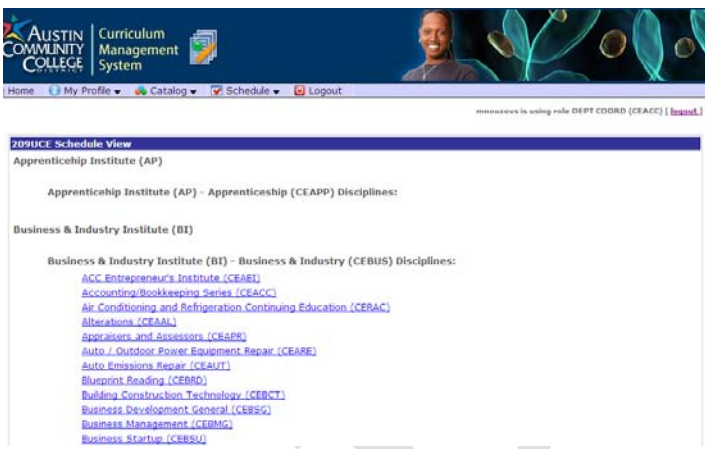 AUSTIN
COMMUNITY
COLLEGE
DISTRICT
Curriculum
Management
System
Home My Profile Catalog Schedule Logout
mnouzovs is using role DEPT COORD (CEACC) [ logout ]
209UCE Schedule View
Apprenticehip Institute (AP)
Apprenticehip Institute (AP) - Apprenticeship (CEAPP) Disciplines:
Business & Industry Institute (BI)
Business & Industry Institute (BI) - Business & Industry (CEBUS) Disciplines:
ACC Entrepreneur's Institute (CEAEI)
Accounting/Bookkeeping Series (CEACC)
Air Conditioning and Refrigeration Continuing Education (CERAC)
Alterations (CEAAL)
Appraisers and Assessors (CEAPR)
Auto / Outdoor Power Equipment Repair (CEARE)
Auto Emissions Repair (CEAUT)
Blueprint Reading (CEBRD)
Building Construction Technology (CEBCT)
Business Development General (CEBSG)
Business Management (CEBMG)
Business Startup (CEBSU)